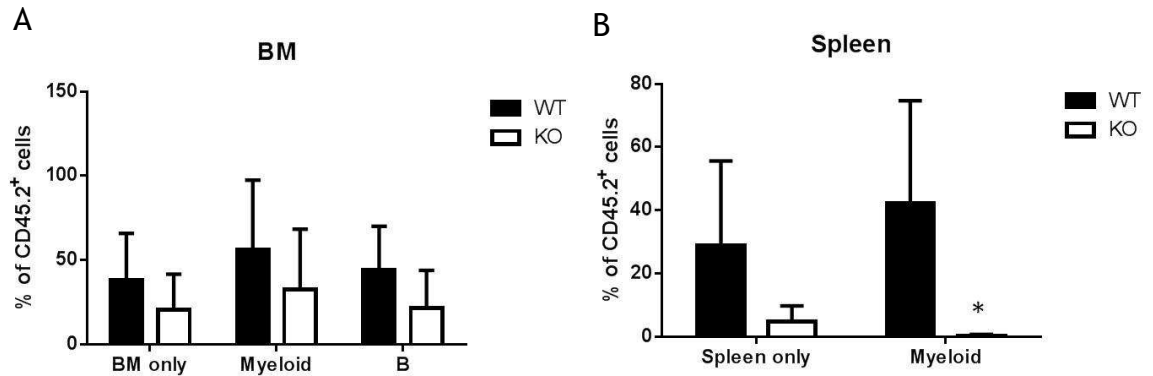 A
BM
% of CD45.2⁺ cells
150
100
50
0
BM only
Myeloid
B
WT
KO
B
Spleen
% of CD45.2⁺ cells
80
60
40
20
0
*
Spleen only
Myeloid
WT
KO